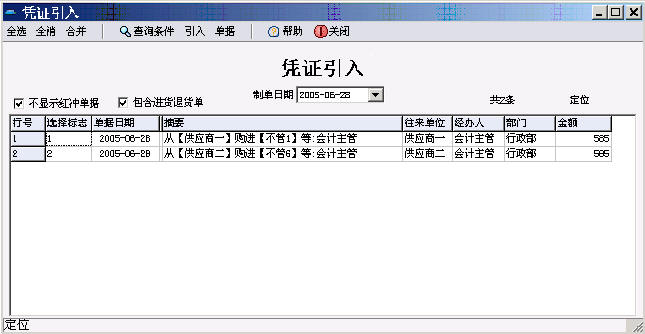 凭证引入
全选 全消 合并 查询条件 引入 单据 帮助 关闭
凭证引入
制单日期 2005-06-28
不显示红冲单据 包含进货退货单 共2条 定位
行号 选择标志 单据日期 摘要 往来单位 经办人 部门 金额
1 1 2005-06-28 从【供应商一】购进【不管1】等:会计主管 供应商一 会计主管 行政部 585
2 2 2005-06-28 从【供应商二】购进【不管6】等:会计主管 供应商二 会计主管 行政部 585
定位